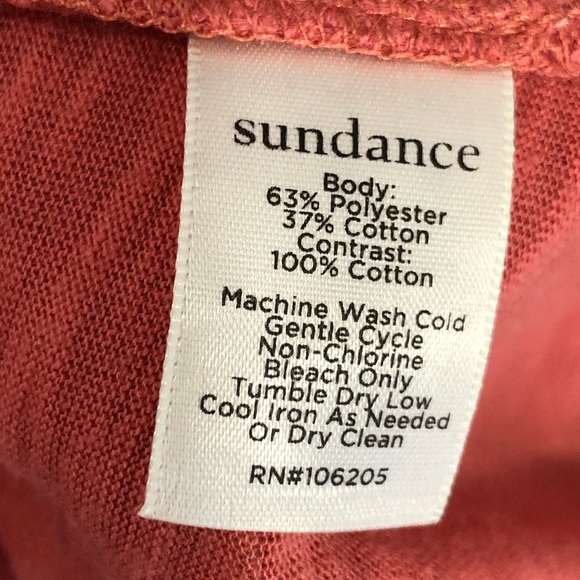 sundance
Body:
63% Polyester
37% Cotton
Contrast:
100% Cotton
Machine Wash Cold
Gentle Cycle
Non-Chlorine
Bleach Only
Tumble Dry Low
Cool Iron As Needed
Or Dry Clean
RN#106205